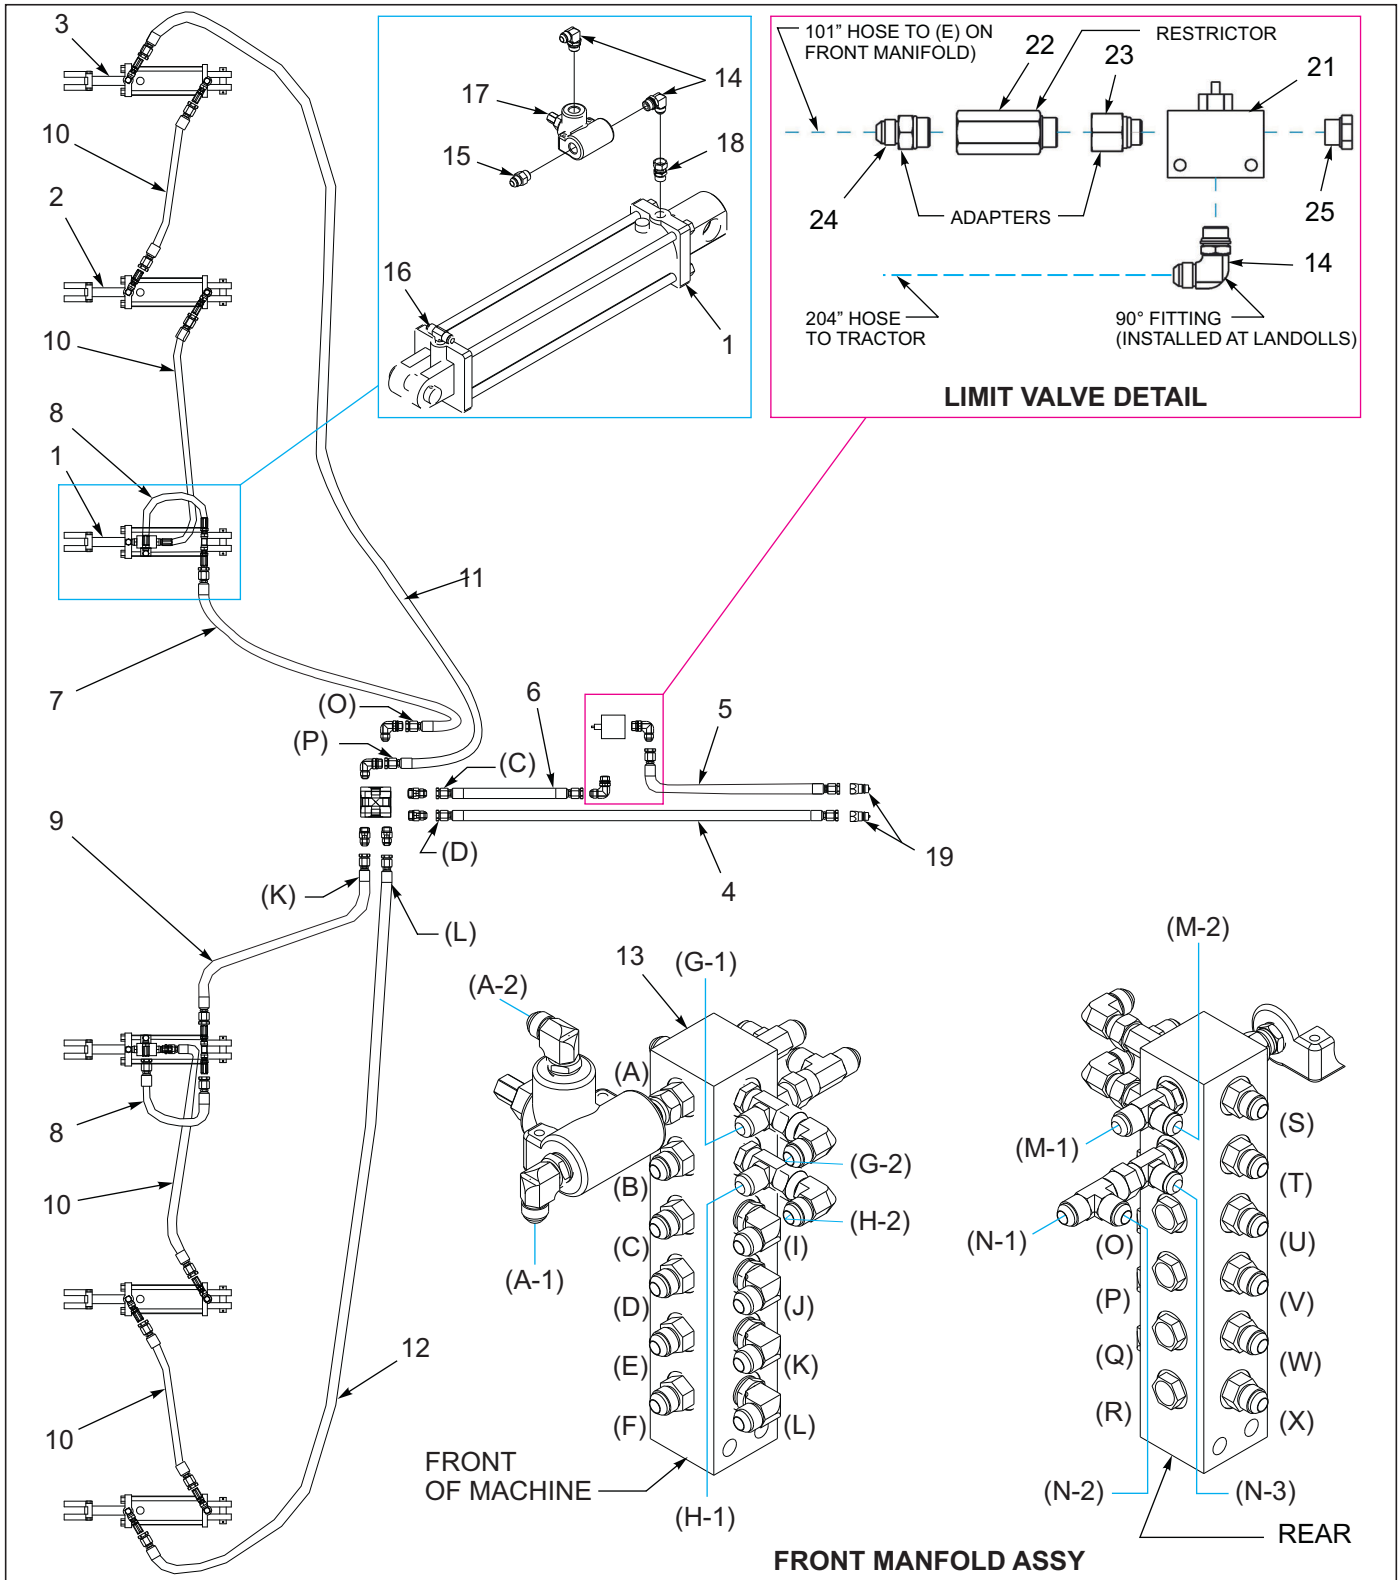 3
10
2
10
8
1
7
11
14
17
15
18
16
1
101" HOSE TO (E) ON
FRONT MANIFOLD)
22
RESTRICTOR
23
21
24
ADAPTERS
25
14
204" HOSE
TO TRACTOR
90° FITTING
(INSTALLED AT LANDOLLS)
LIMIT VALVE DETAIL
(O)
(P)
(C)
6
5
(D)
4
19
9
(K)
(L)
8
10
12
10
13
(G-1)
(A-2)
(A)
(B)
(C)
(D)
(E)
(F)
(A-1)
(G-2)
(H-2)
(I)
(J)
(K)
(L)
FRONT
OF MACHINE
(H-1)
(M-2)
(M-1)
(N-1)
(O)
(P)
(Q)
(R)
(S)
(T)
(U)
(V)
(W)
(X)
(N-2)
(N-3)
REAR
FRONT MANFOLD ASSY